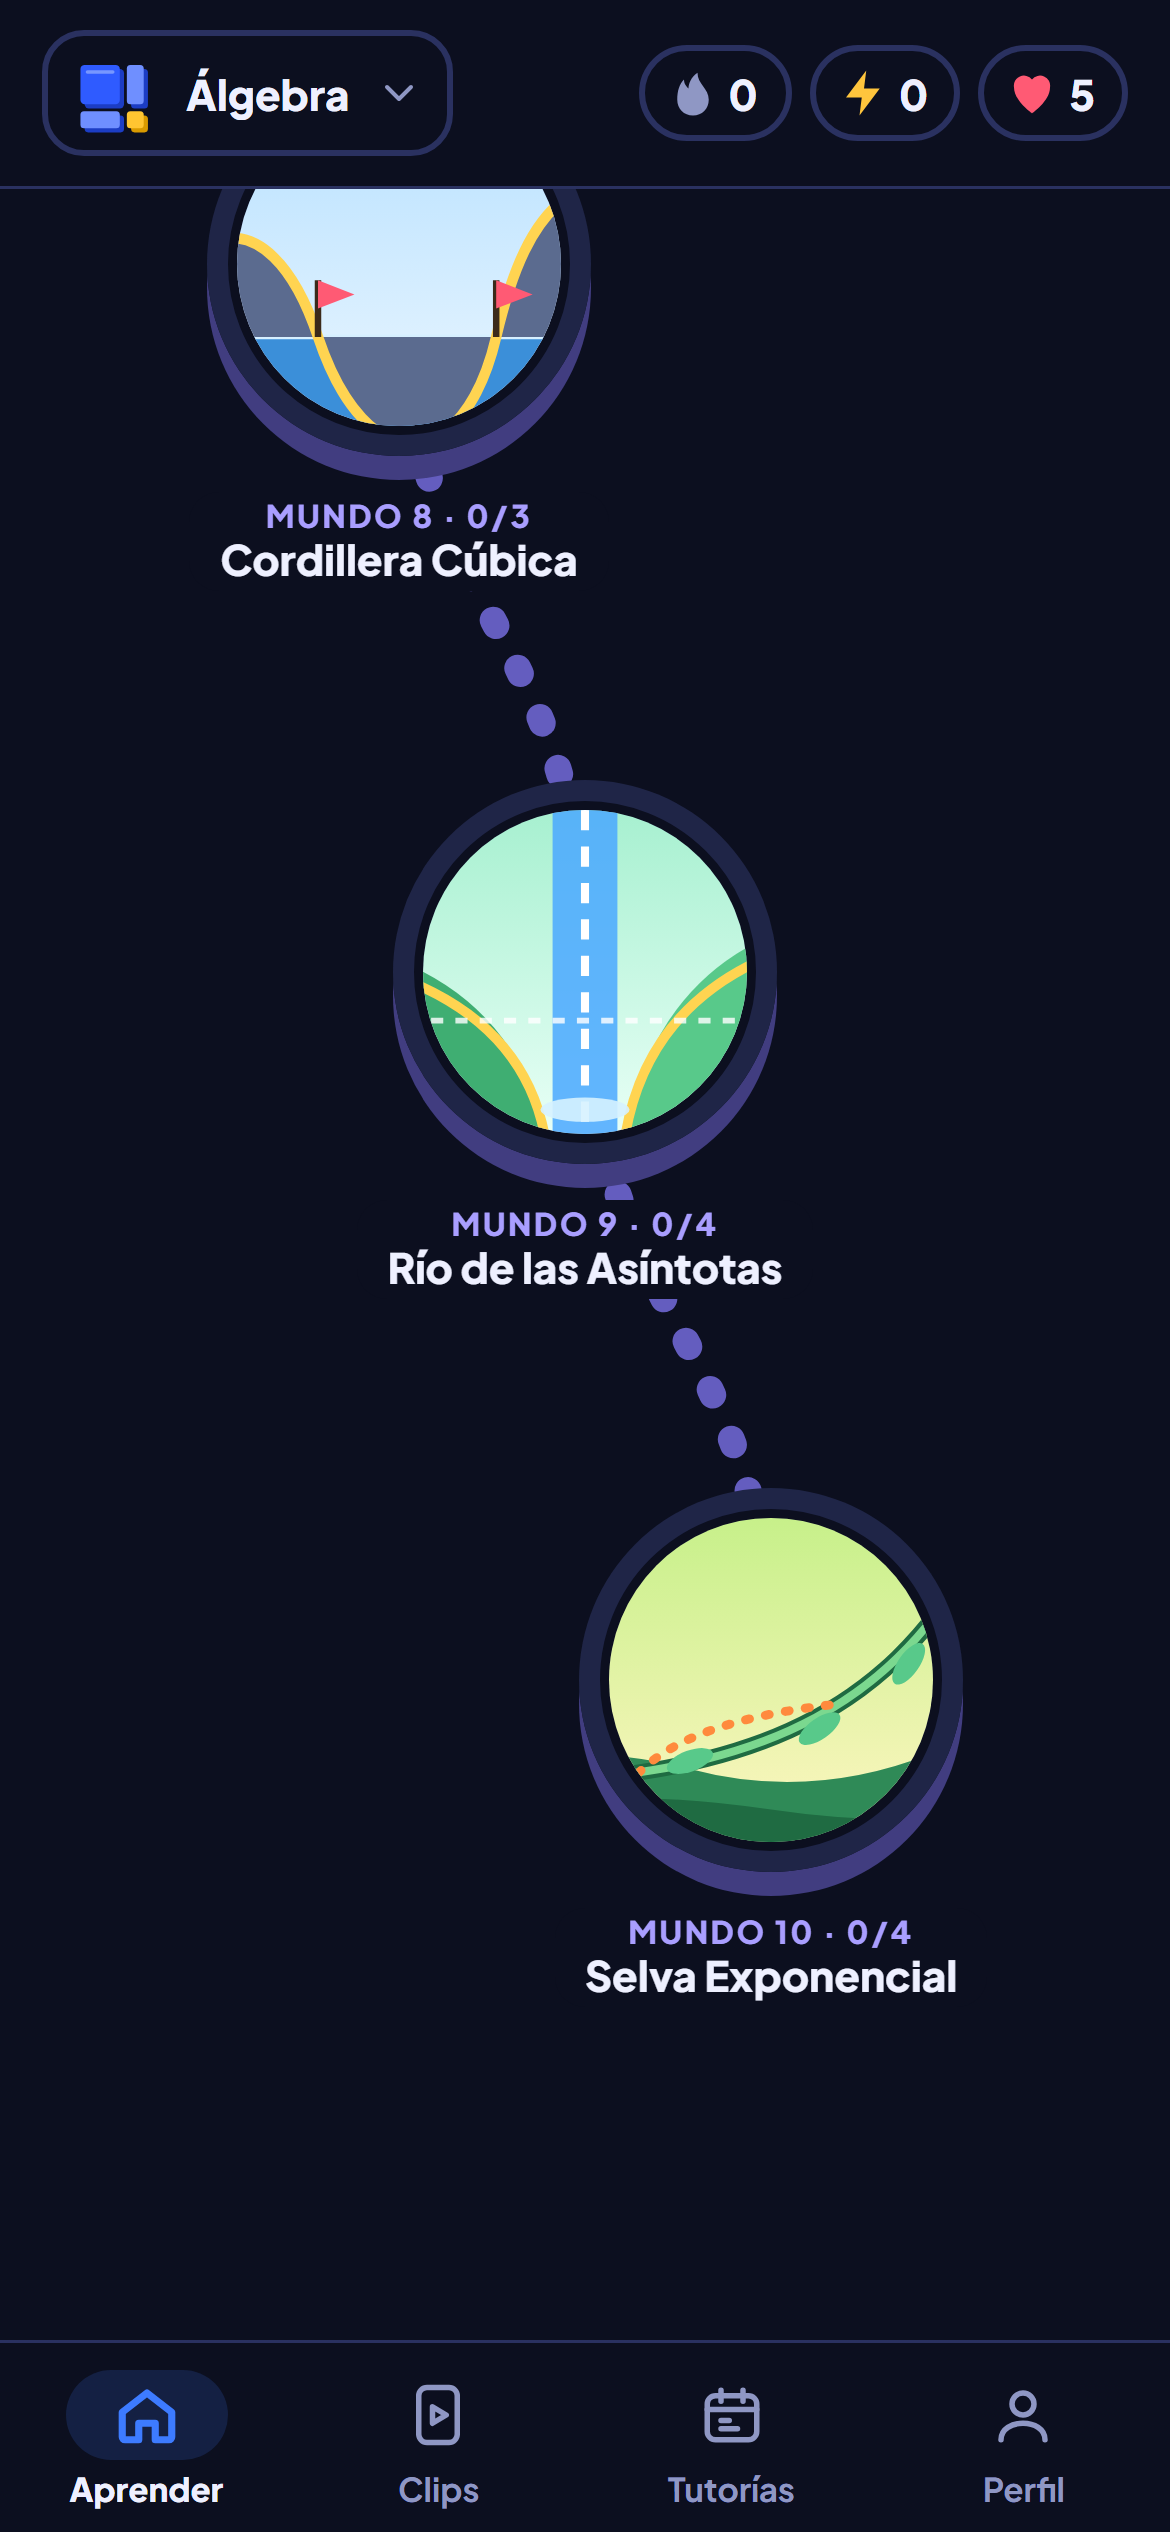 Álgebra
0
0
5
MUNDO 8 · 0/3
Cordillera Cúbica
MUNDO 9 · 0/4
Río de las Asíntotas
MUNDO 10 · 0/4
Selva Exponencial
Aprender
Clips
Tutorías
Perfil